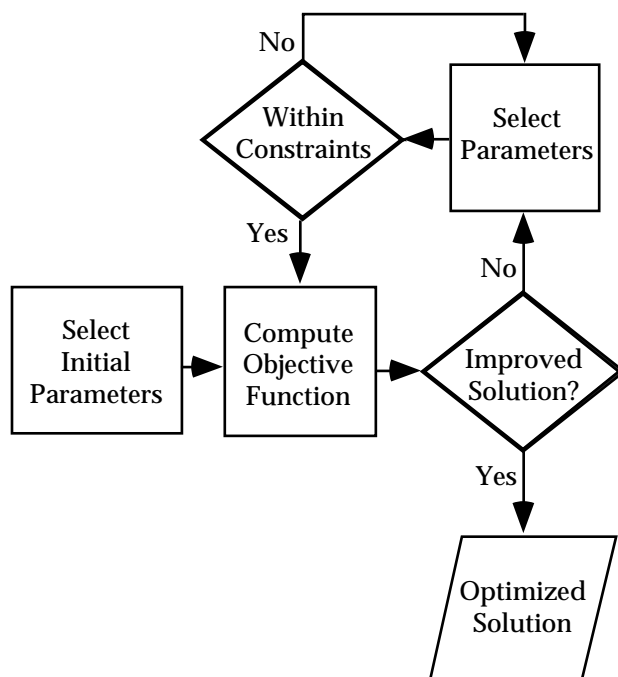 No
Within
Constraints
Select
Parameters
Yes
No
Select
Initial
Parameters
Compute
Objective
Function
Improved
Solution?
Yes
Optimized
Solution